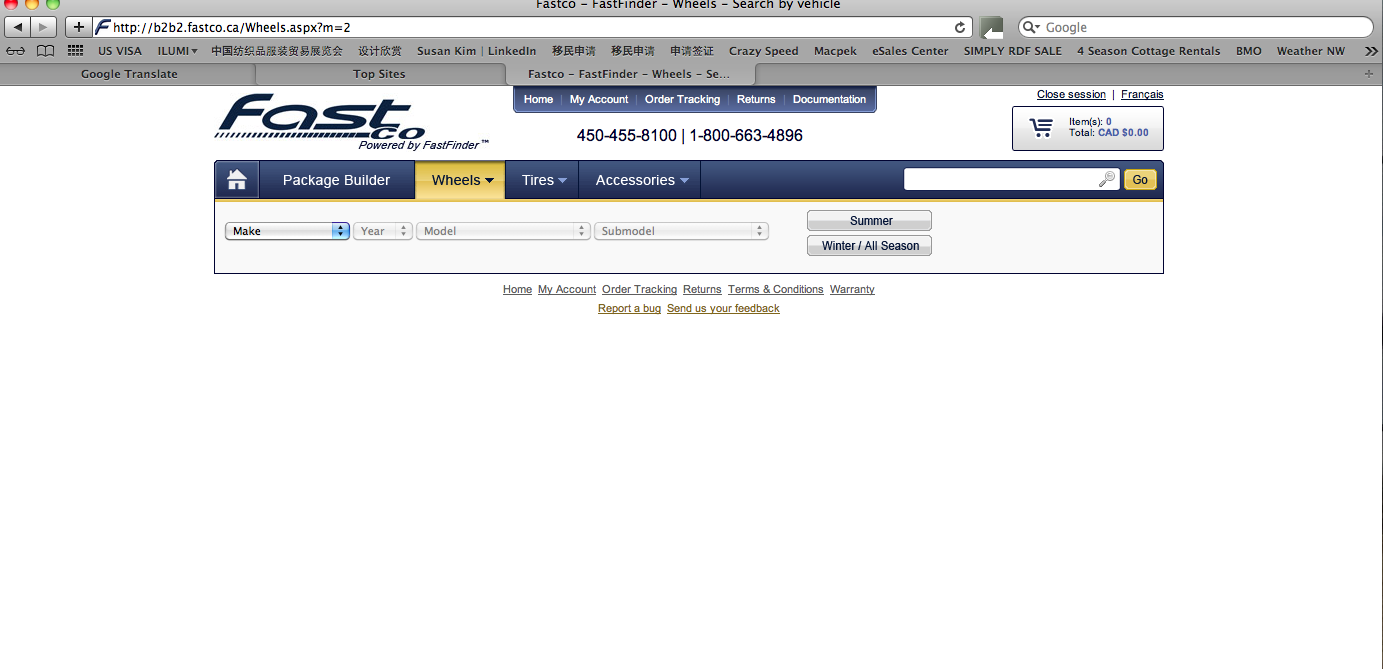 Fastco – FastFinder – Wheels – Search by vehicle
http://b2b2.fastco.ca/Wheels.aspx?m=2
Google
US VISA ILUMI 中国纺织品服装贸易展览会 设计欣赏 Susan Kim | LinkedIn 移民申请 移民申请 申请签证 Crazy Speed Macpek eSales Center SIMPLY RDF SALE 4 Season Cottage Rentals BMO Weather NW
Google Translate Top Sites Fastco – FastFinder – Wheels – Se...
Home My Account Order Tracking Returns Documentation
Close session | Français
Fastco
Powered by FastFinder™
450-455-8100 | 1-800-663-4896
Item(s): 0
Total: CAD $0.00
Package Builder Wheels Tires Accessories Go
Make Year Model Submodel
Summer
Winter / All Season
Home My Account Order Tracking Returns Terms & Conditions Warranty
Report a bug Send us your feedback